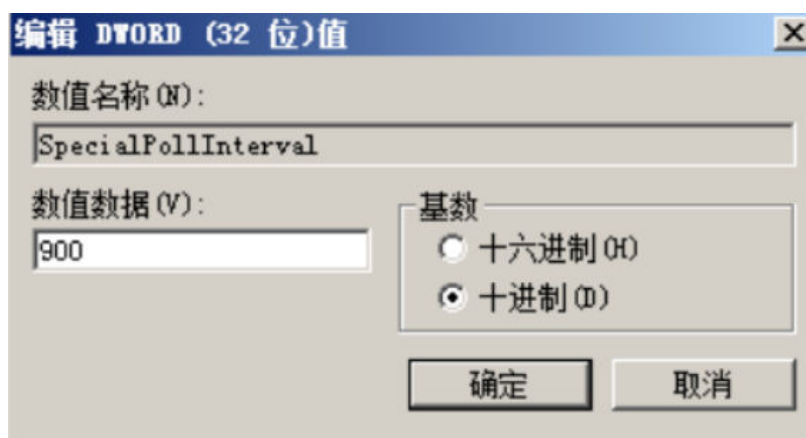 编辑 DWORD (32 位)值
数值名称(N):
SpecialPollInterval
数值数据(V):
900
基数
十六进制(H)
十进制(D)
确定
取消